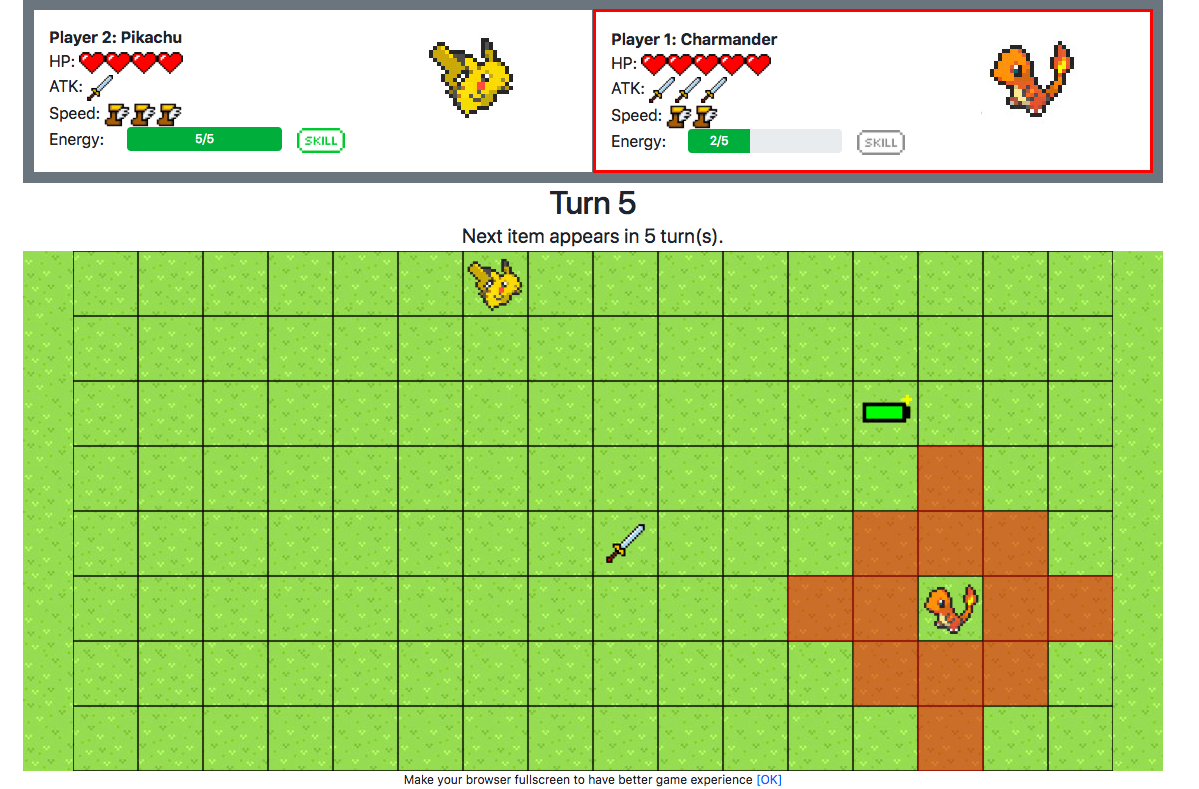 Player 2: Pikachu
HP:
ATK:
Speed:
Energy: 5/5 SKILL
Player 1: Charmander
HP:
ATK:
Speed:
Energy: 2/5 SKILL
Turn 5
Next item appears in 5 turn(s).
Make your browser fullscreen to have better game experience [OK]